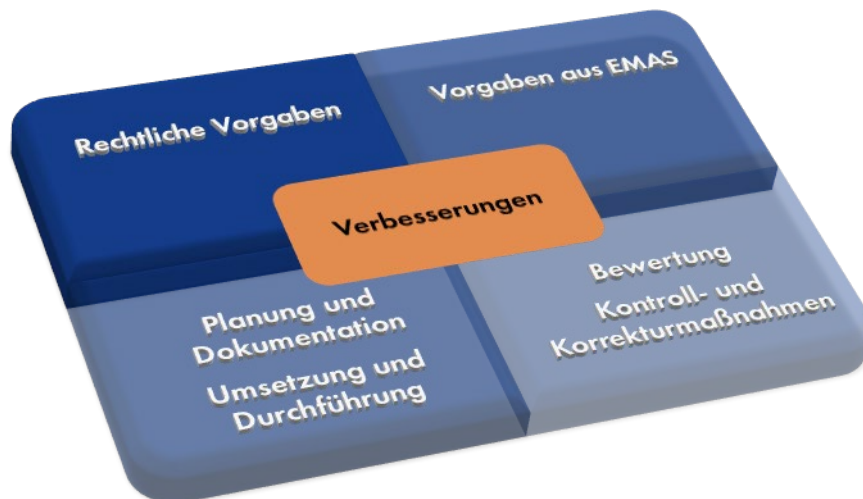 Rechtliche Vorgaben
Vorgaben aus EMAS
Verbesserungen
Planung und
Dokumentation
Umsetzung und
Durchführung
Bewertung
Kontroll- und
Korrekturmaßnahmen